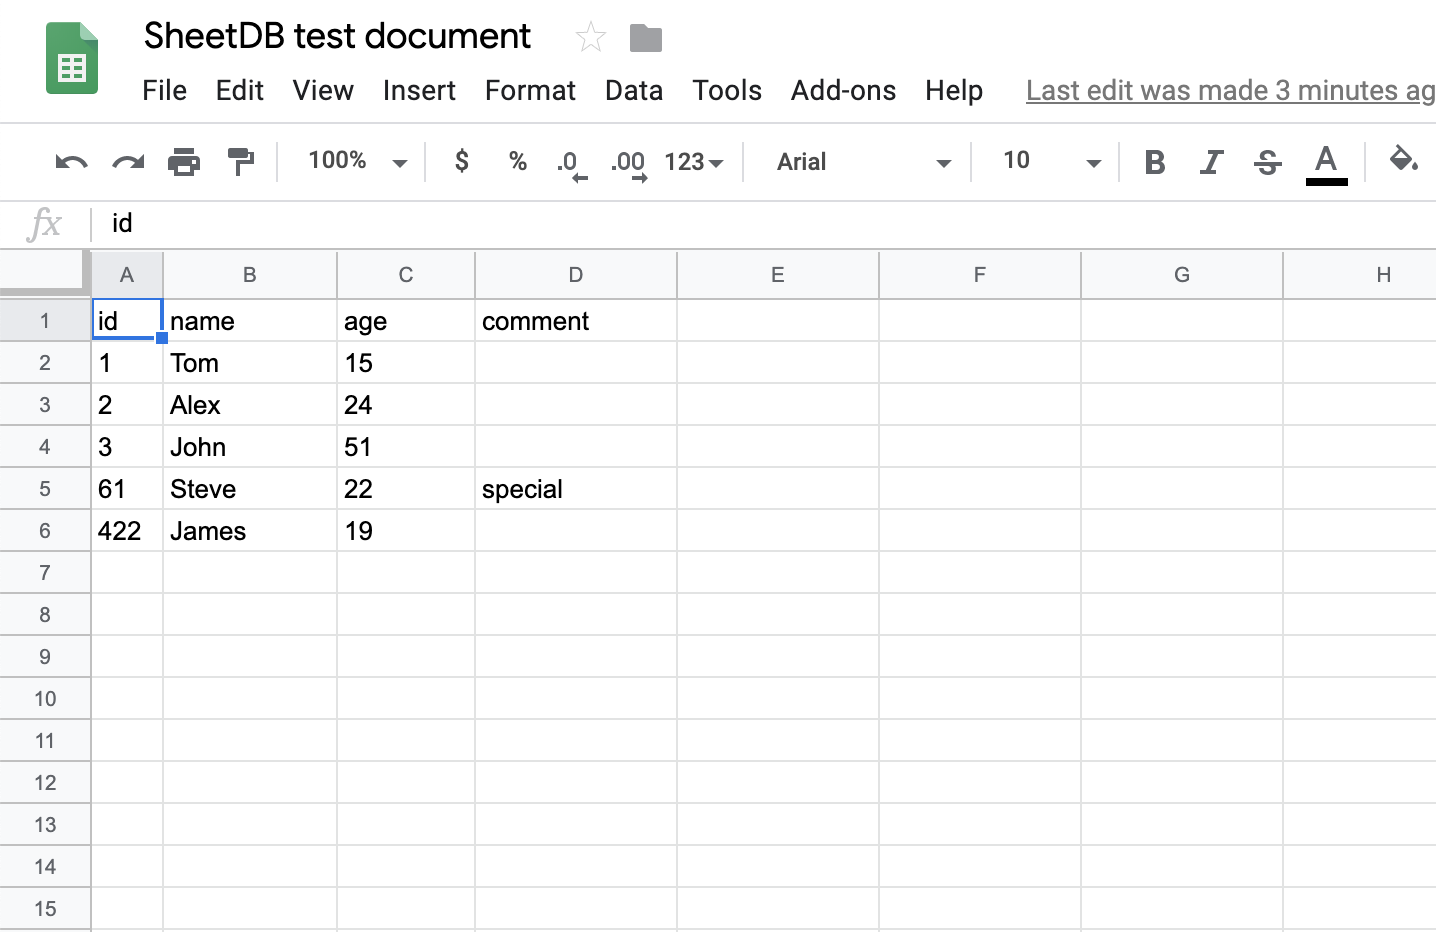 SheetDB test document
File Edit View Insert Format Data Tools Add-ons Help Last edit was made 3 minutes ag
100% $ % .0 .00 123 Arial 10 B I S A
fx id
A B C D E F G H
1 id name age comment
2 1 Tom 15
3 2 Alex 24
4 3 John 51
5 61 Steve 22 special
6 422 James 19
7
8
9
10
11
12
13
14
15